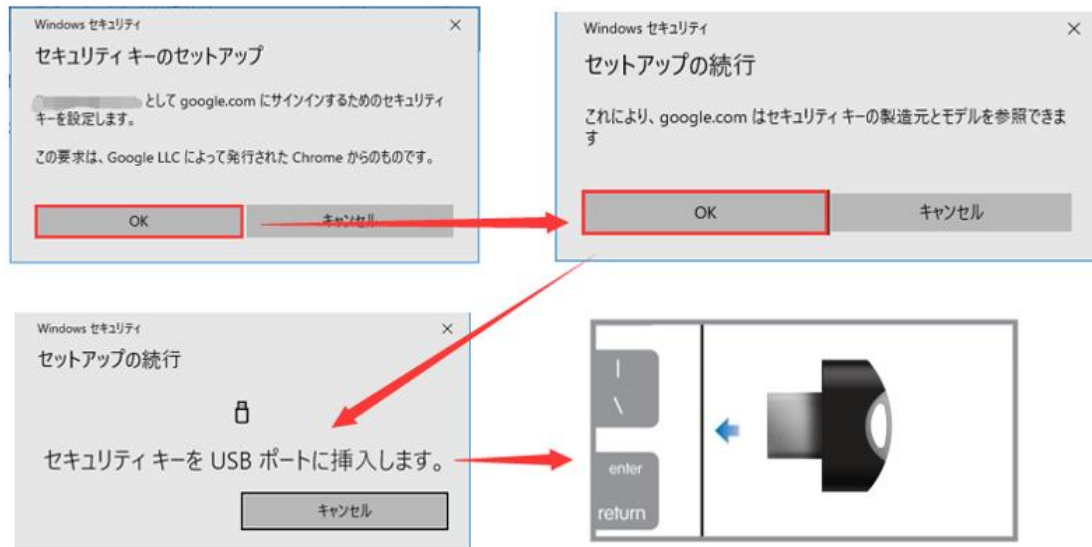 Windows セキュリティ
セキュリティ キーのセットアップ
として google.com にサインインするためのセキュリティ
キーを設定します。
この要求は、Google LLC によって発行された Chrome からのものです。
OK
キャンセル
Windows セキュリティ
セットアップの続行
これにより、google.com はセキュリティ キーの製造元とモデルを参照できま
す
OK
キャンセル
Windows セキュリティ
セットアップの続行
セキュリティ キーを USB ポートに挿入します。
キャンセル
|
\
enter
return